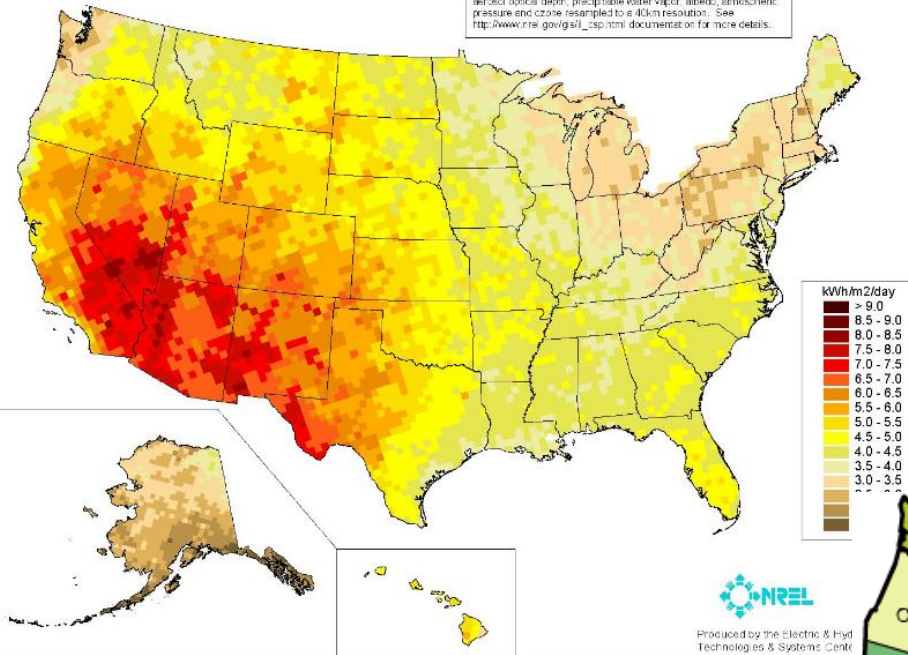 aerosol optical depth, precipitable water vapor, albedo, atmospheric
pressure and ozone resampled to a 40km resolution. See
http://www.nrel.gov/gis/il_csp.html documentation for more details.
kWh/m2/day
> 9.0
8.5 - 9.0
8.0 - 8.5
7.5 - 8.0
7.0 - 7.5
6.5 - 7.0
6.0 - 6.5
5.5 - 6.0
5.0 - 5.5
4.5 - 5.0
4.0 - 4.5
3.5 - 4.0
3.0 - 3.5
NREL
Produced by the Electric & Hyd
Technologies & Systems Cente